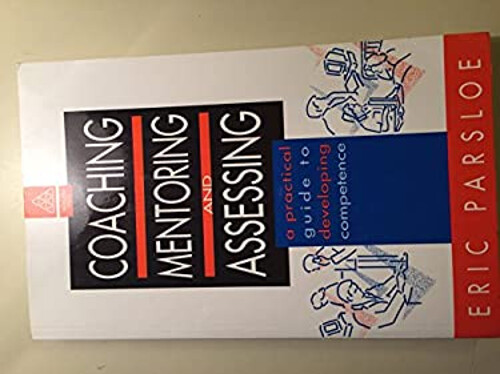 COACHING
MENTORING
AND
ASSESSING
a practical
guide to
developing
competence
ERIC PARSLOE